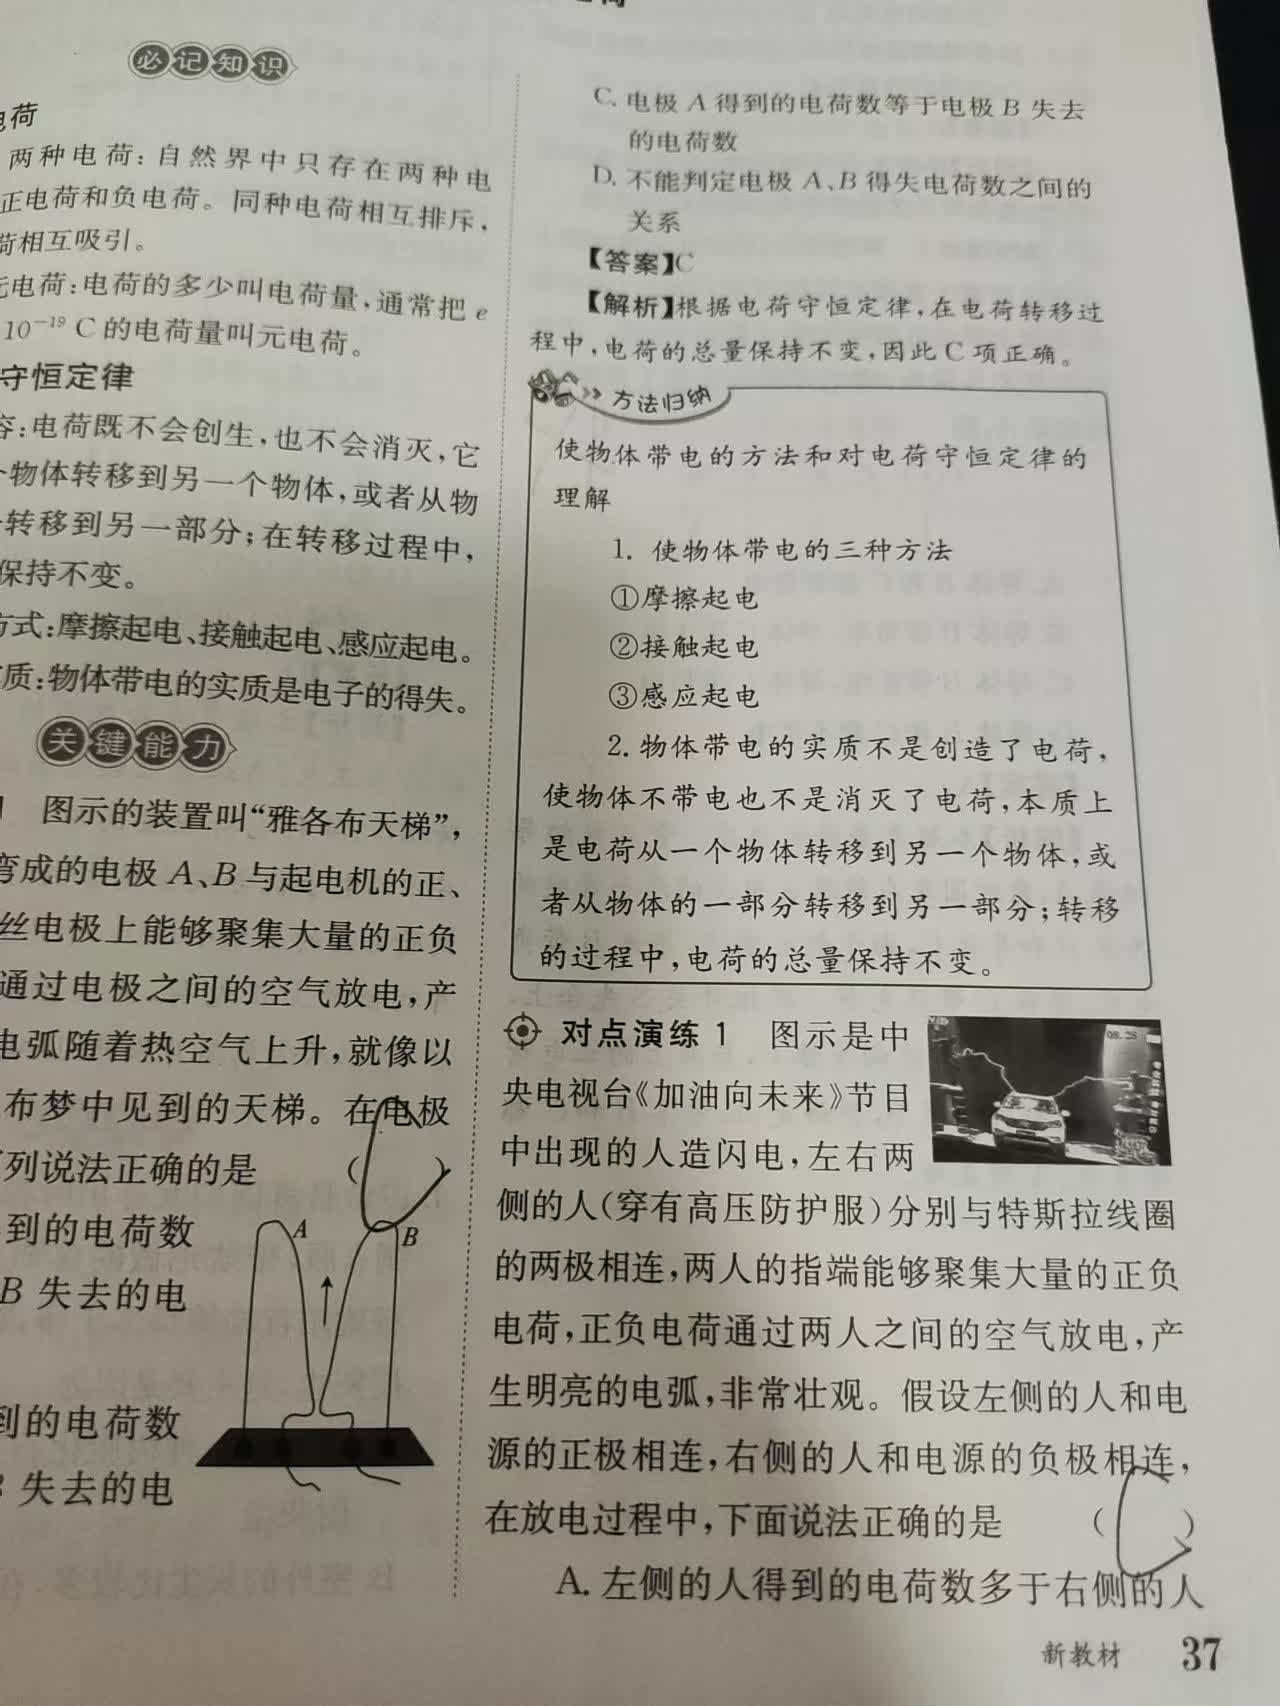 必记知识
电荷
两种电荷:自然界中只存在两种电
正电荷和负电荷。同种电荷相互排斥,
荷相互吸引。
元电荷:电荷的多少叫电荷量,通常把 e
10⁻¹⁹ C 的电荷量叫元电荷。
守恒定律
容:电荷既不会创生,也不会消灭,它
个物体转移到另一个物体,或者从物
转移到另一部分;在转移过程中,
保持不变。
方式:摩擦起电、接触起电、感应起电。
质:物体带电的实质是电子的得失。
关键能力
1 图示的装置叫“雅各布天梯”,
弯成的电极 A、B 与起电机的正、
丝电极上能够聚集大量的正负
通过电极之间的空气放电,产
电弧随着热空气上升,就像以
布梦中见到的天梯。在电极
列说法正确的是 ( C )
到的电荷数
B 失去的电
到的电荷数
B 失去的电
A
B
C. 电极 A 得到的电荷数等于电极 B 失去
的电荷数
D. 不能判定电极 A、B 得失电荷数之间的
关系
【答案】C
【解析】根据电荷守恒定律,在电荷转移过
程中,电荷的总量保持不变,因此 C 项正确。
方法归纳
使物体带电的方法和对电荷守恒定律的
理解
1. 使物体带电的三种方法
①摩擦起电
②接触起电
③感应起电
2. 物体带电的实质不是创造了电荷,
使物体不带电也不是消灭了电荷,本质上
是电荷从一个物体转移到另一个物体,或
者从物体的一部分转移到另一部分;转移
的过程中,电荷的总量保持不变。
对点演练 1 图示是中
央电视台《加油向未来》节目
中出现的人造闪电,左右两
侧的人(穿有高压防护服)分别与特斯拉线圈
的两极相连,两人的指端能够聚集大量的正负
电荷,正负电荷通过两人之间的空气放电,产
生明亮的电弧,非常壮观。假设左侧的人和电
源的正极相连,右侧的人和电源的负极相连,
在放电过程中,下面说法正确的是 ( C )
A. 左侧的人得到的电荷数多于右侧的人
08.28
新教材 37